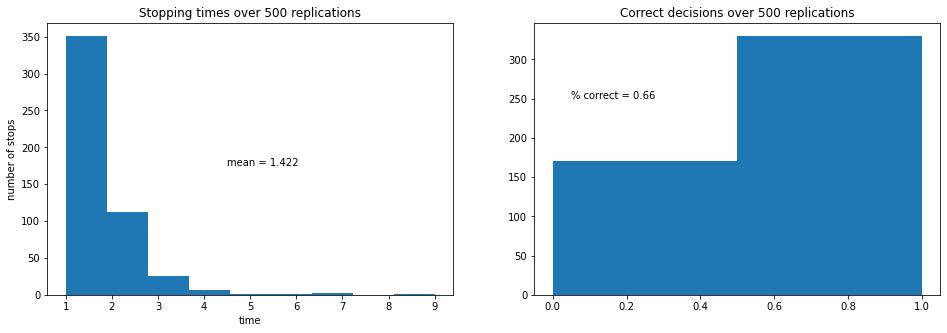 Stopping times over 500 replications
350
300
250
200
150
100
50
0
number of stops
mean = 1.422
1 2 3 4 5 6 7 8 9
time
Correct decisions over 500 replications
300
250
200
150
100
50
0
% correct = 0.66
0.0 0.2 0.4 0.6 0.8 1.0